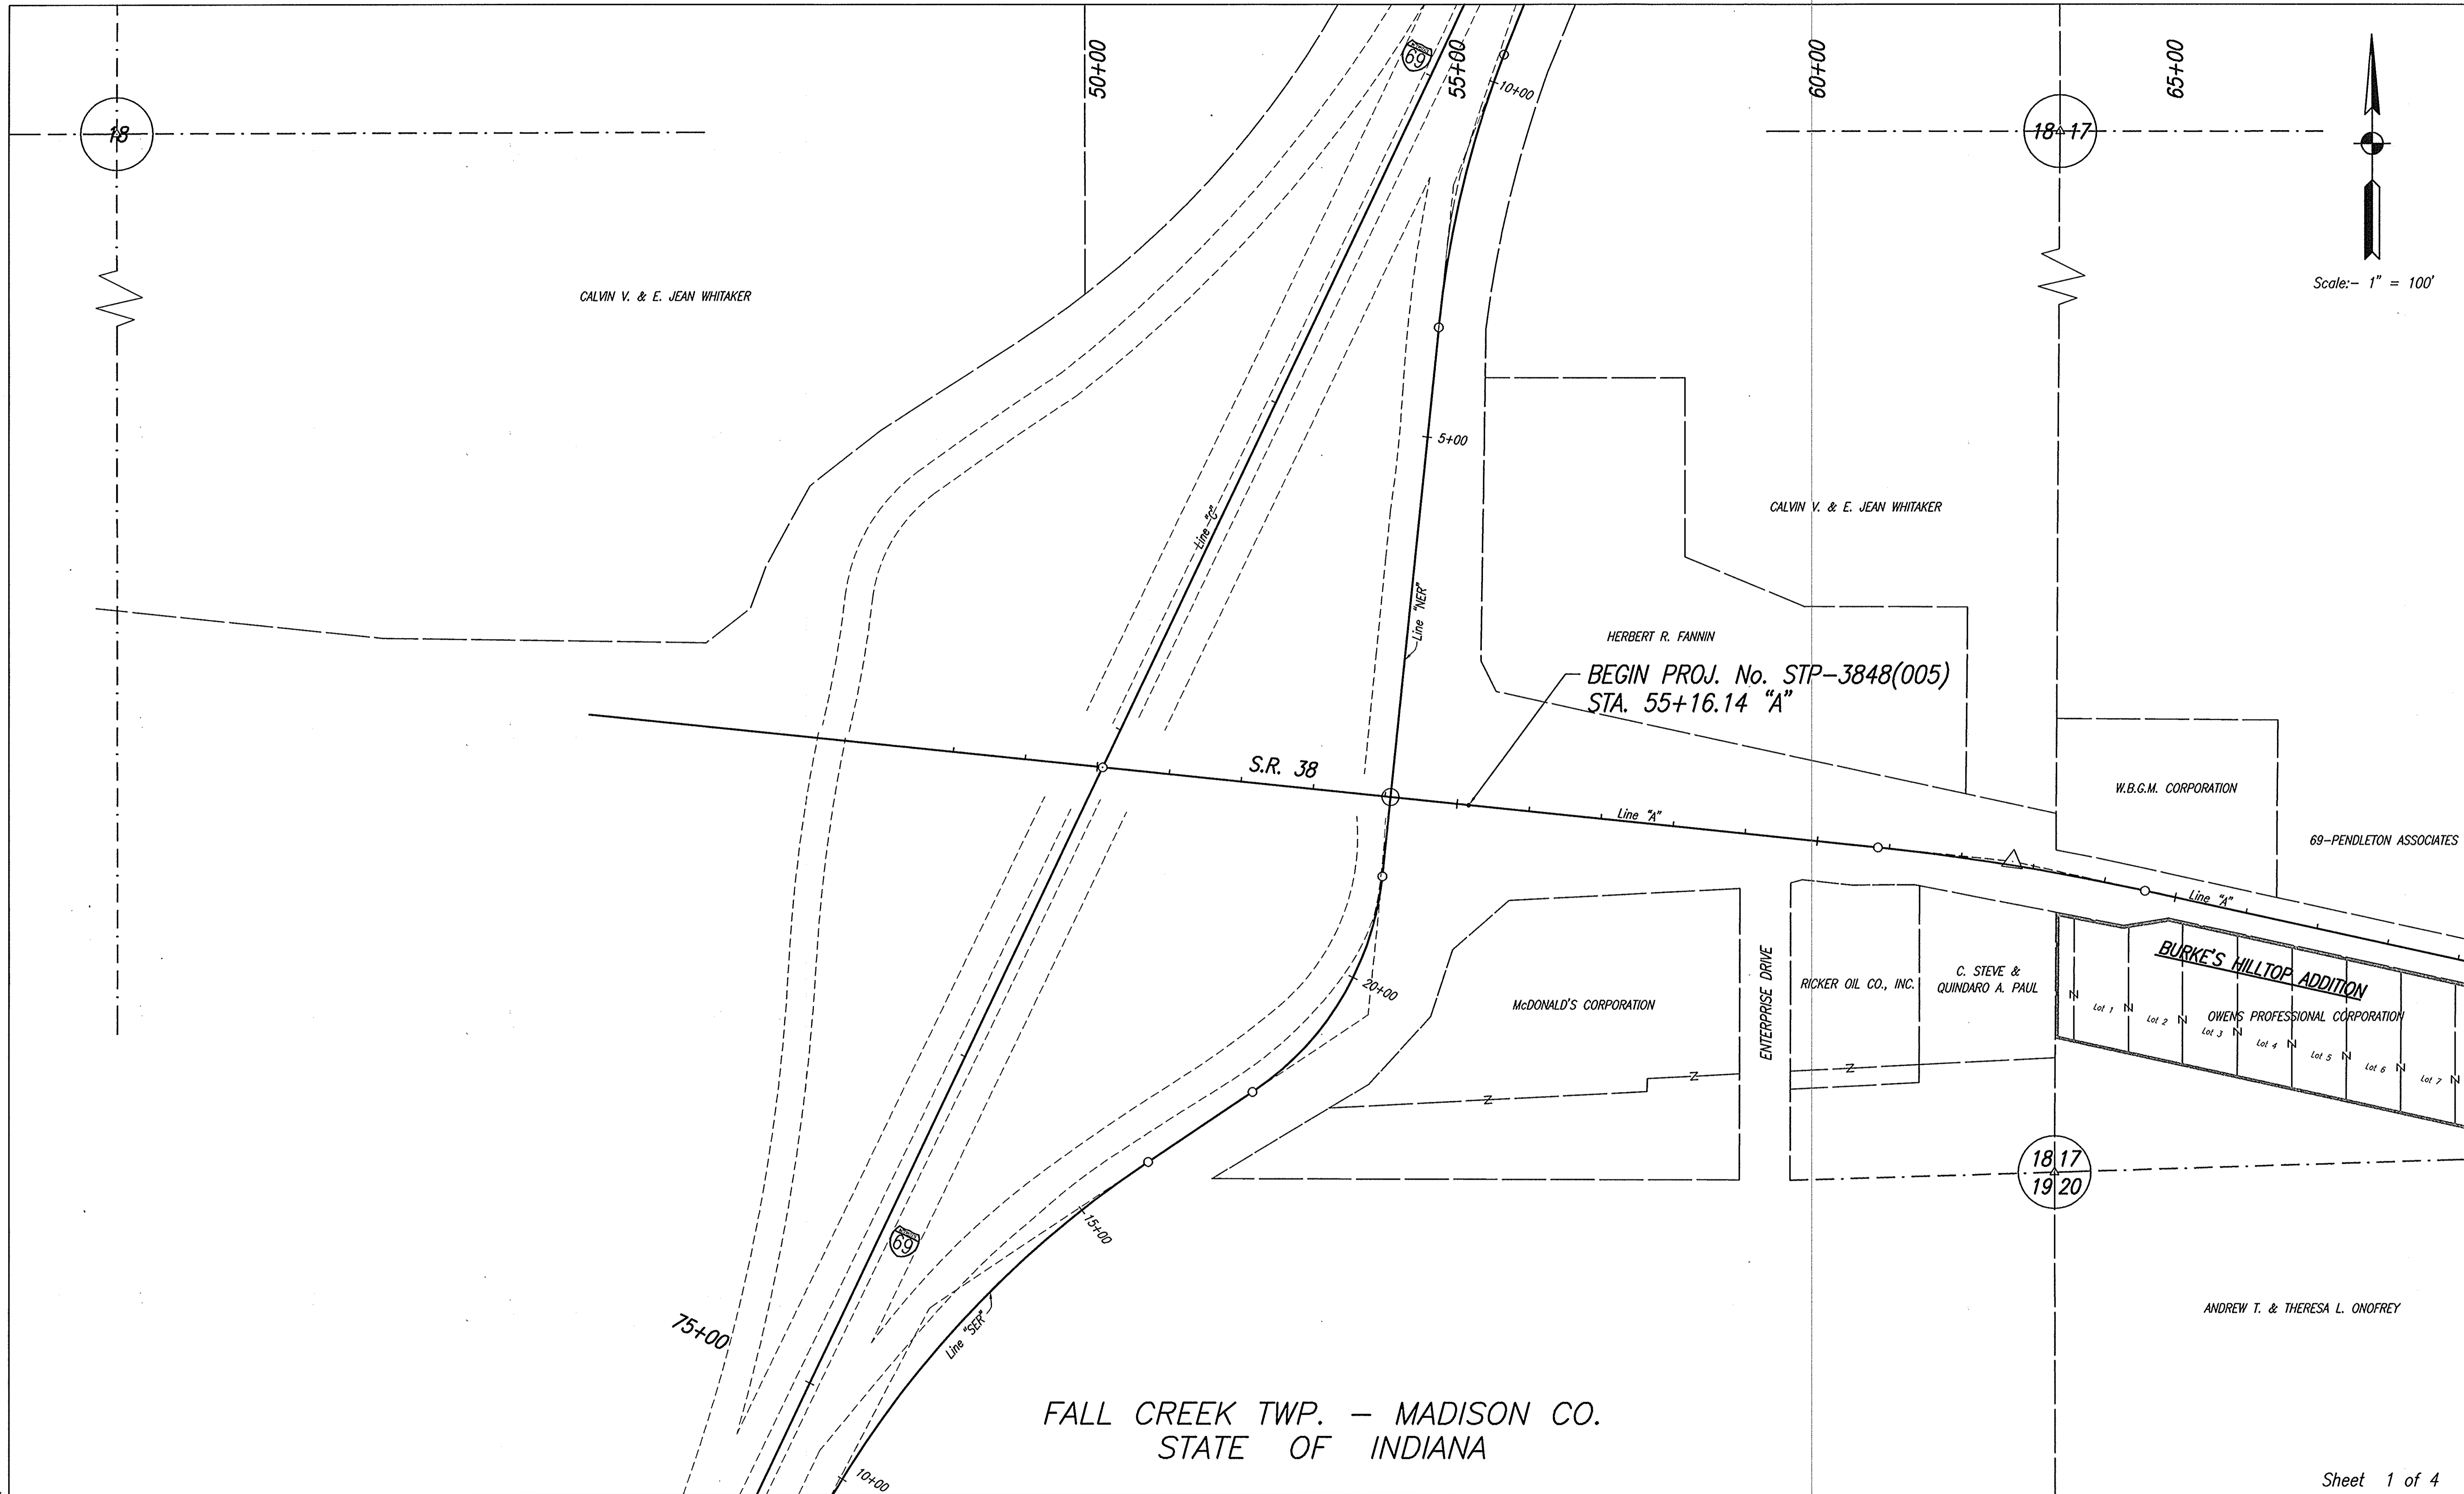 50+00
55+00
60+00
65+00
69
10+00
18
18 17
Scale:- 1" = 100'
CALVIN V. & E. JEAN WHITAKER
5+00
Line "C"
CALVIN V. & E. JEAN WHITAKER
Line "NER"
HERBERT R. FANNIN
BEGIN PROJ. No. STP-3848(005)
STA. 55+16.14 "A"
S.R. 38
Line "A"
W.B.G.M. CORPORATION
69-PENDLETON ASSOCIATES
Line "A"
BURKE'S HILLTOP ADDITION
OWENS PROFESSIONAL CORPORATION
Lot 1
Lot 2
Lot 3
Lot 4
Lot 5
Lot 6
Lot 7
ENTERPRISE DRIVE
RICKER OIL CO., INC.
C. STEVE &
QUINDARO A. PAUL
McDONALD'S CORPORATION
20+00
18 17
19 20
15+00
69
Line "SER"
75+00
ANDREW T. & THERESA L. ONOFREY
10+00
FALL CREEK TWP. – MADISON CO.
STATE OF INDIANA
Sheet 1 of 4